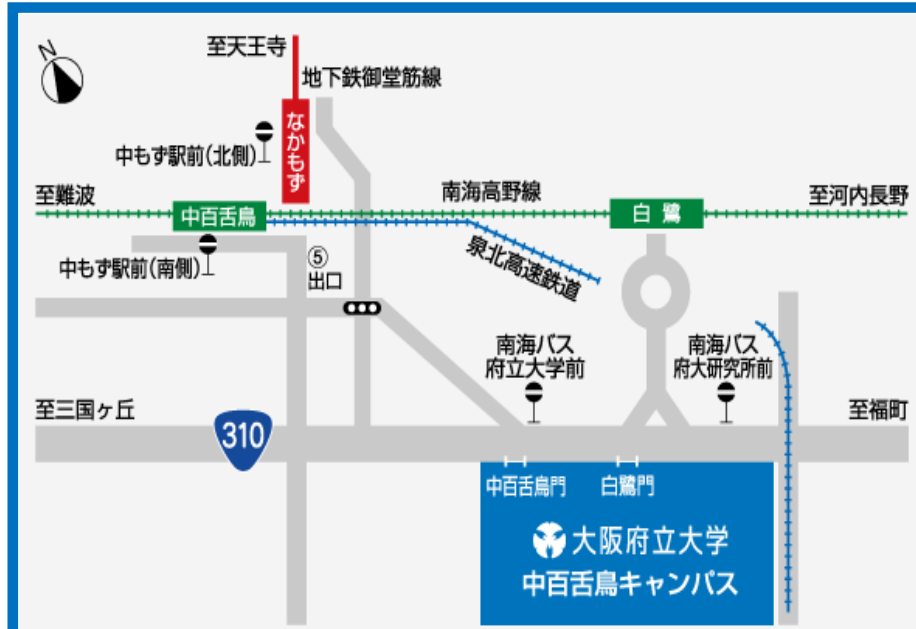 N
至天王寺
地下鉄御堂筋線
なかもず
中もず駅前(北側)
至難波
南海高野線
至河内長野
中百舌鳥
白鷺
中もず駅前(南側)
⑤
出口
泉北高速鉄道
南海バス
府立大学前
南海バス
府大研究所前
至三国ヶ丘
310
至福町
中百舌鳥門
白鷺門
大阪府立大学
中百舌鳥キャンパス